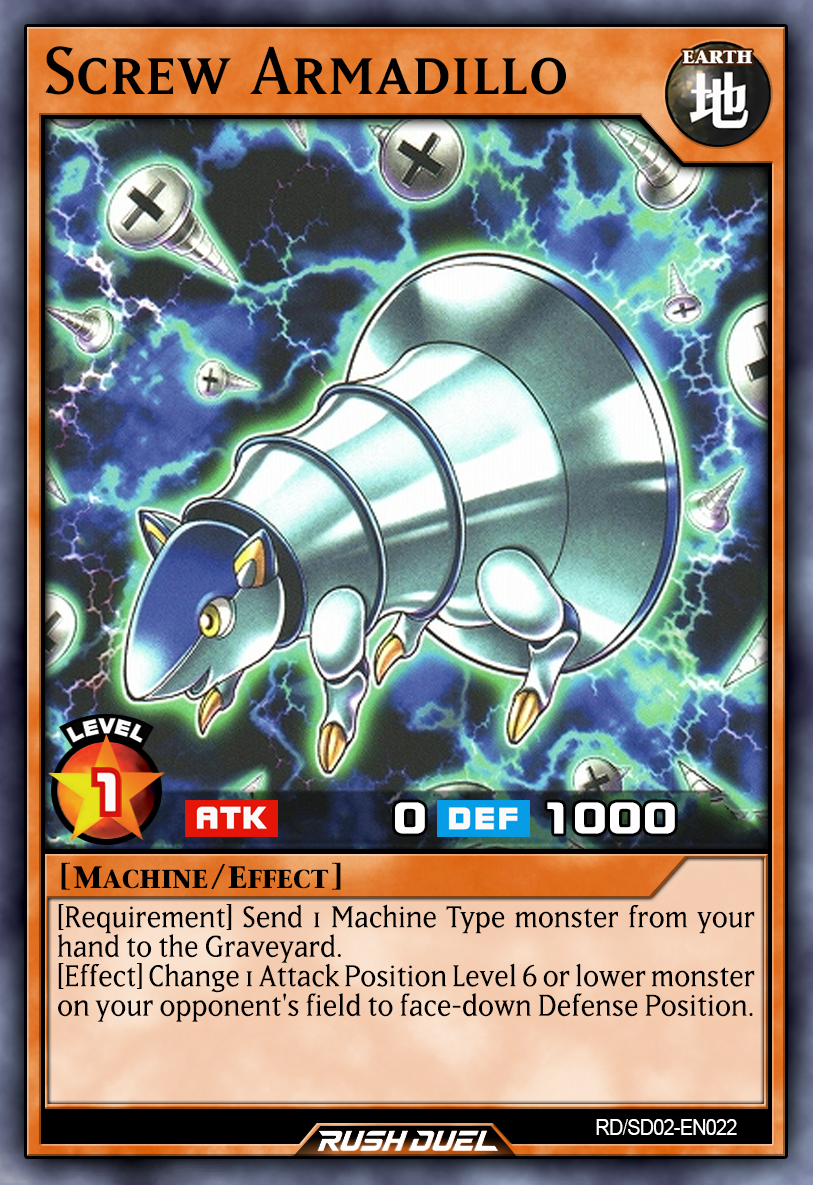 Screw Armadillo
EARTH
地
LEVEL
1
ATK 0 DEF 1000
[Machine/Effect]
[Requirement] Send 1 Machine Type monster from your
hand to the Graveyard.
[Effect] Change 1 Attack Position Level 6 or lower monster
on your opponent's field to face-down Defense Position.
RD/SD02-EN022
RUSH DUEL